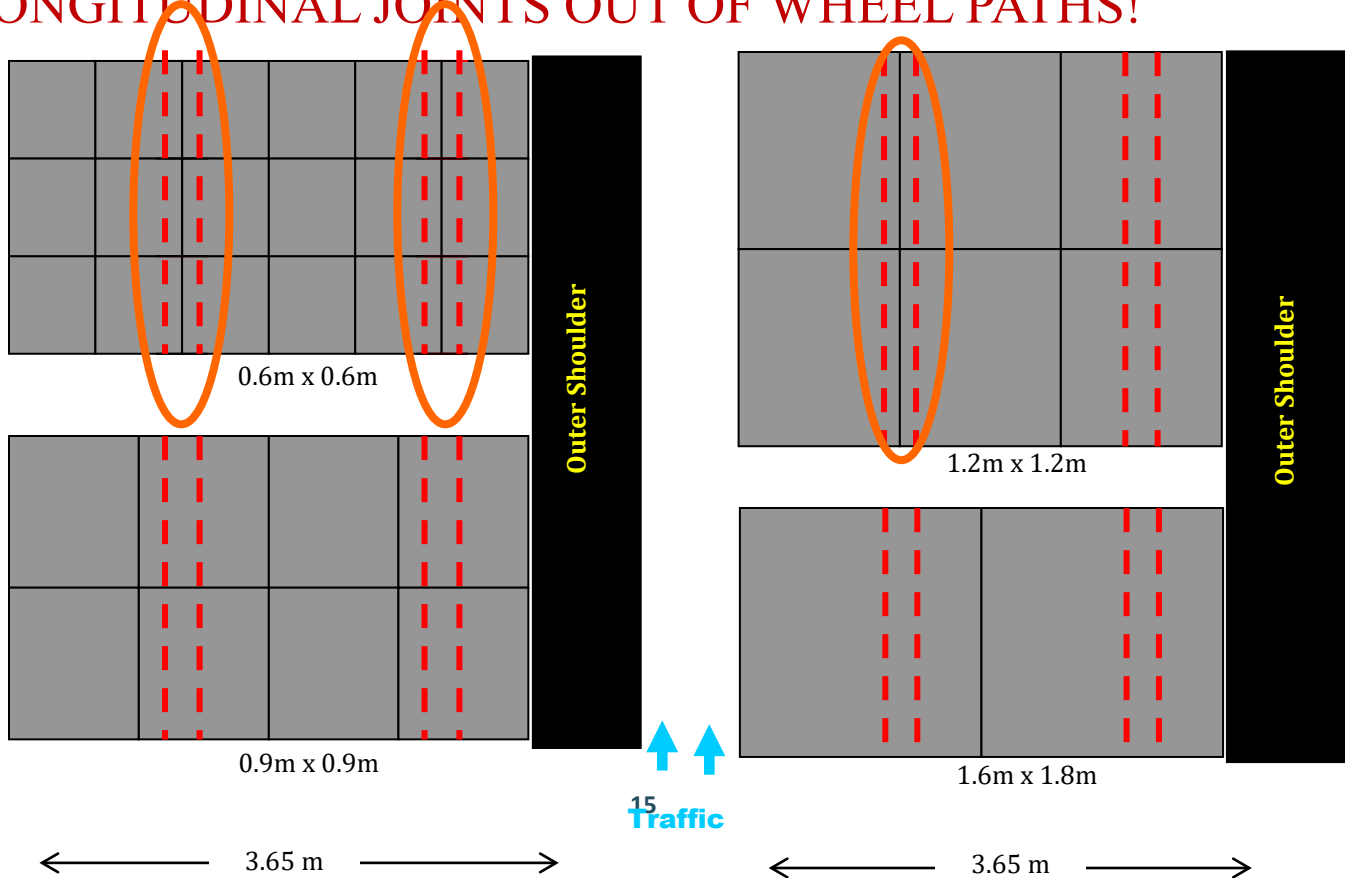 ONGITUDINAL JOINTS OUT OF WHEEL PATHS!
0.6m x 0.6m
Outer Shoulder
0.9m x 0.9m
1.2m x 1.2m
Outer Shoulder
1.6m x 1.8m
15
Traffic
3.65 m
3.65 m